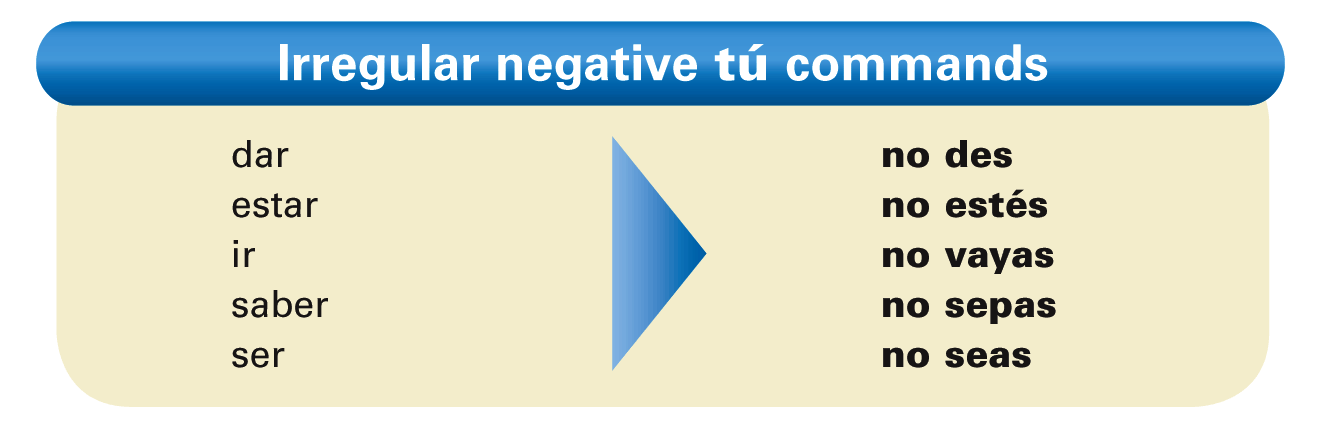 Irregular negative tú commands
dar no des
estar no estés
ir no vayas
saber no sepas
ser no seas